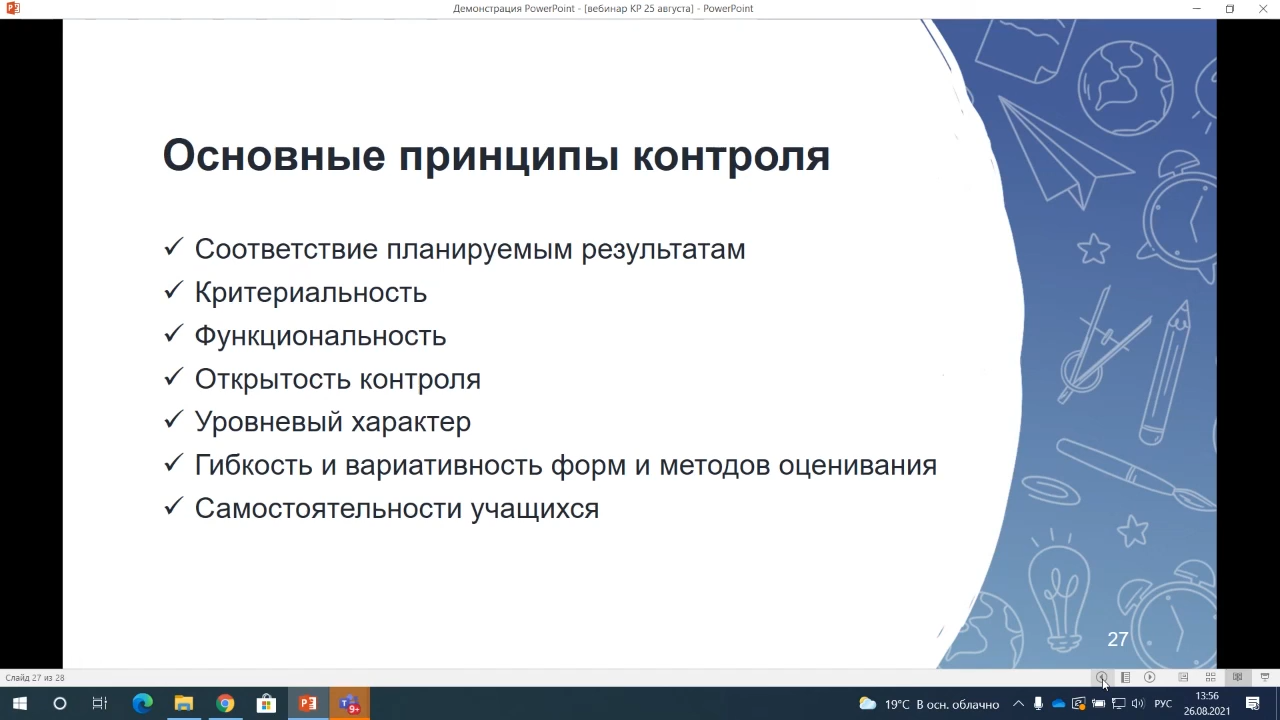 Демонстрация PowerPoint - [вебинар КР 25 августа] - PowerPoint
Основные принципы контроля
✓ Соответствие планируемым результатам
✓ Критериальность
✓ Функциональность
✓ Открытость контроля
✓ Уровневый характер
✓ Гибкость и вариативность форм и методов оценивания
✓ Самостоятельности учащихся
27
Слайд 27 из 28
9+
19°C В осн. облачно
РУС
13:56
26.08.2021